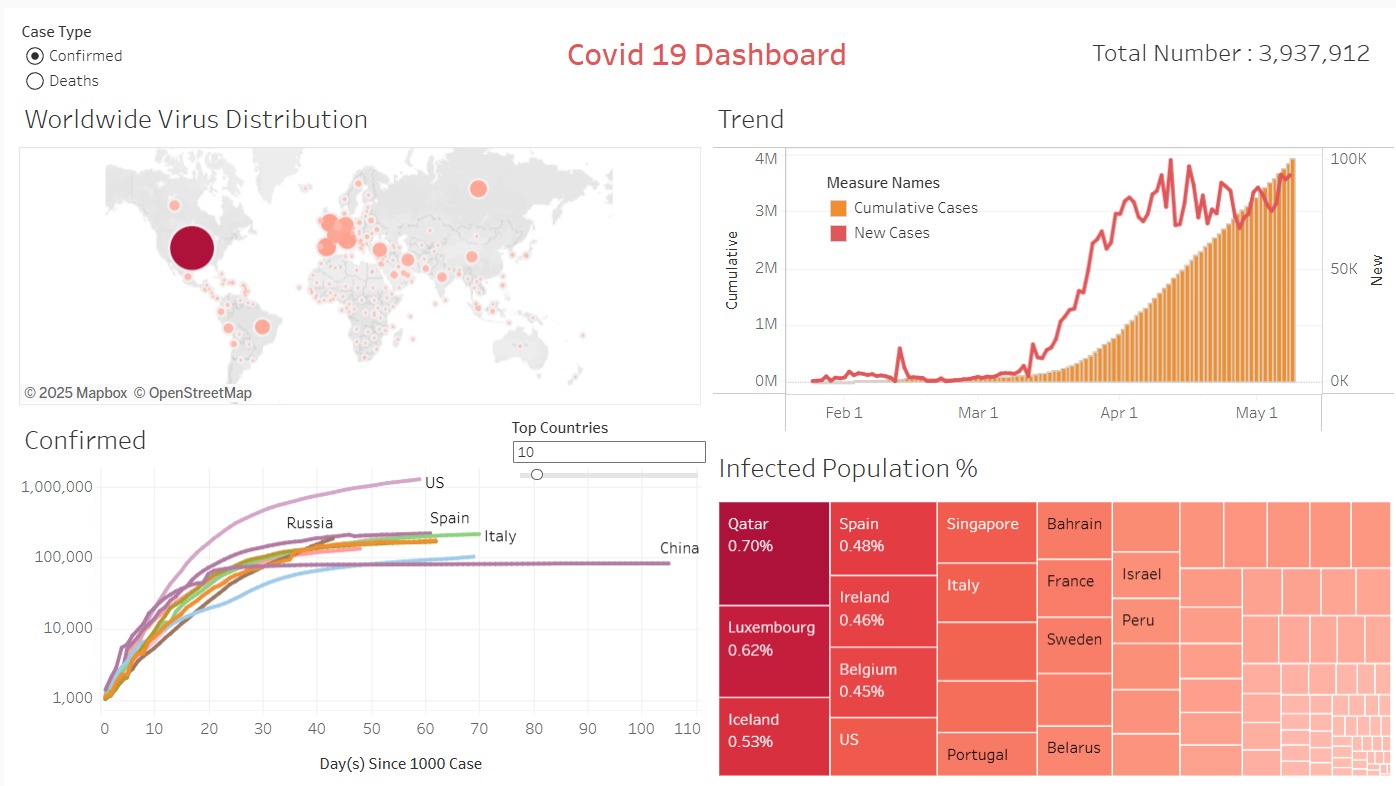 Case Type
Confirmed
Deaths
Covid 19 Dashboard
Total Number : 3,937,912
Worldwide Virus Distribution
© 2025 Mapbox © OpenStreetMap
Trend
4M
3M
2M
1M
0M
Cumulative
Measure Names
Cumulative Cases
New Cases
100K
50K
0K
New
Feb 1
Mar 1
Apr 1
May 1
Confirmed
Top Countries
10
1,000,000
100,000
10,000
1,000
US
Russia
Spain
Italy
China
0 10 20 30 40 50 60 70 80 90 100 110
Day(s) Since 1000 Case
Infected Population %
Qatar
0.70%
Luxembourg
0.62%
Iceland
0.53%
Spain
0.48%
Ireland
0.46%
Belgium
0.45%
US
Singapore
Italy
Portugal
Bahrain
France
Sweden
Belarus
Israel
Peru